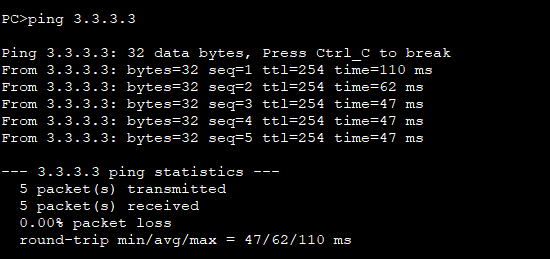 PC>ping 3.3.3.3
Ping 3.3.3.3: 32 data bytes, Press Ctrl_C to break
From 3.3.3.3: bytes=32 seq=1 ttl=254 time=110 ms
From 3.3.3.3: bytes=32 seq=2 ttl=254 time=62 ms
From 3.3.3.3: bytes=32 seq=3 ttl=254 time=47 ms
From 3.3.3.3: bytes=32 seq=4 ttl=254 time=47 ms
From 3.3.3.3: bytes=32 seq=5 ttl=254 time=47 ms
--- 3.3.3.3 ping statistics ---
5 packet(s) transmitted
5 packet(s) received
0.00% packet loss
round-trip min/avg/max = 47/62/110 ms